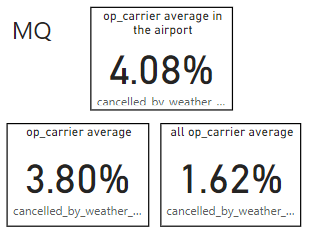 MQ
op_carrier average in
the airport
4.08%
cancelled_by_weather_...
op_carrier average
3.80%
cancelled_by_weather_...
all op_carrier average
1.62%
cancelled_by_weather_...